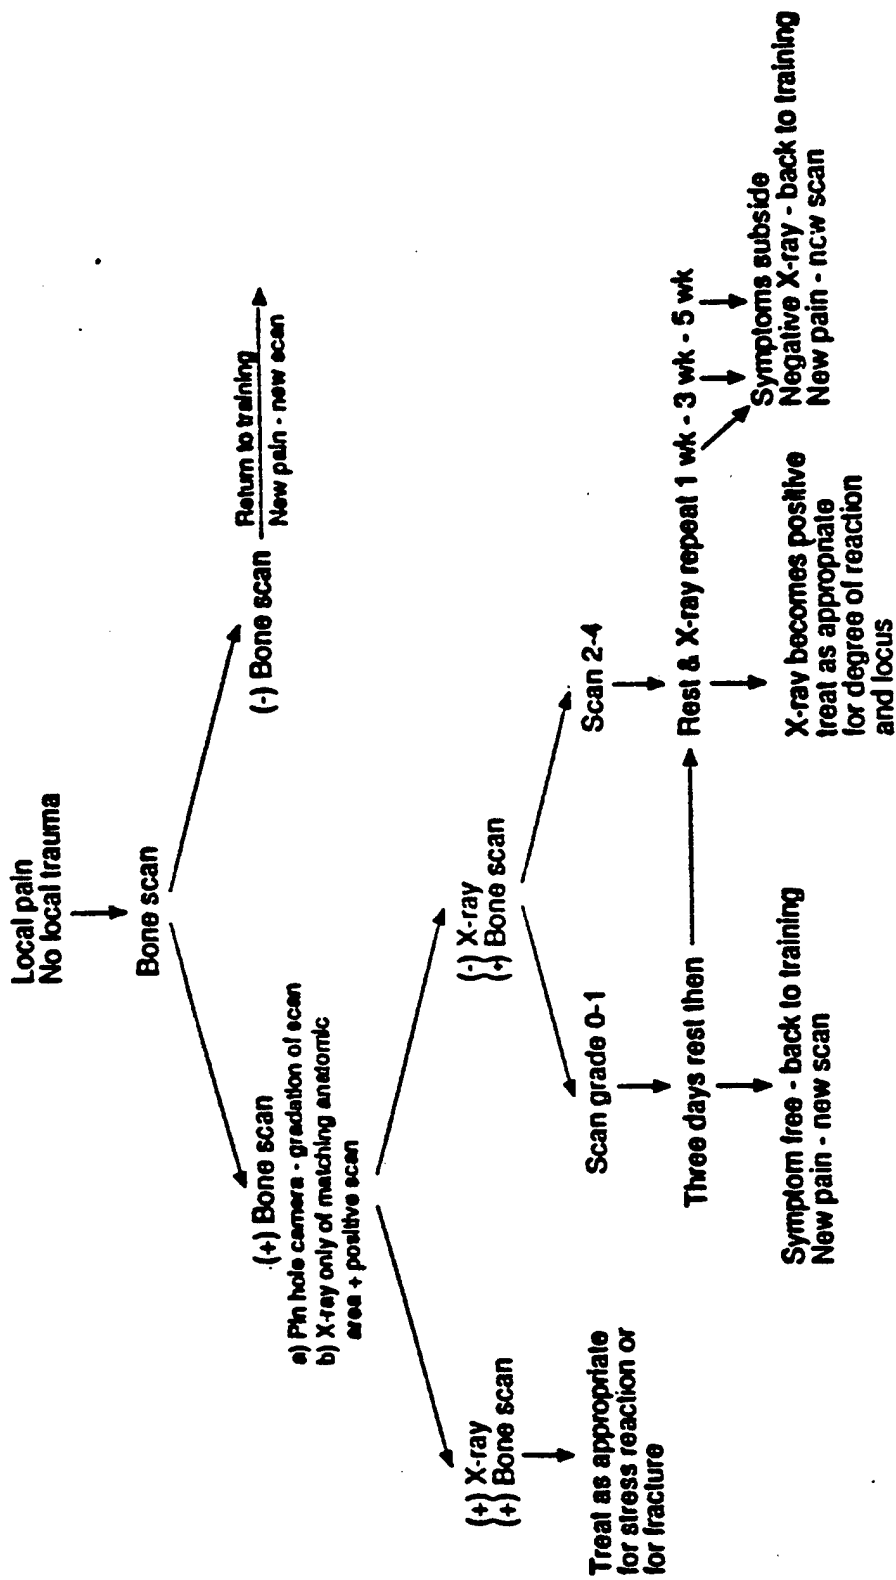 Local pain
No local trauma
Bone scan
(+) Bone scan
a) Pin hole camera - gradation of scan
b) X-ray only of matching anatomic
area + positive scan
(-) Bone scan
Return to training
New pain - new scan
(+) X-ray
(+) Bone scan
Treat as appropriate
for stress reaction or
for fracture
(-) X-ray
(+) Bone scan
Scan grade 0-1
Scan 2-4
Three days rest then
Rest & X-ray repeat 1 wk - 3 wk - 5 wk
Symptom free - back to training
New pain - new scan
X-ray becomes positive
treat as appropriate
for degree of reaction
and locus
Symptoms subside
Negative X-ray - back to training
New pain - new scan